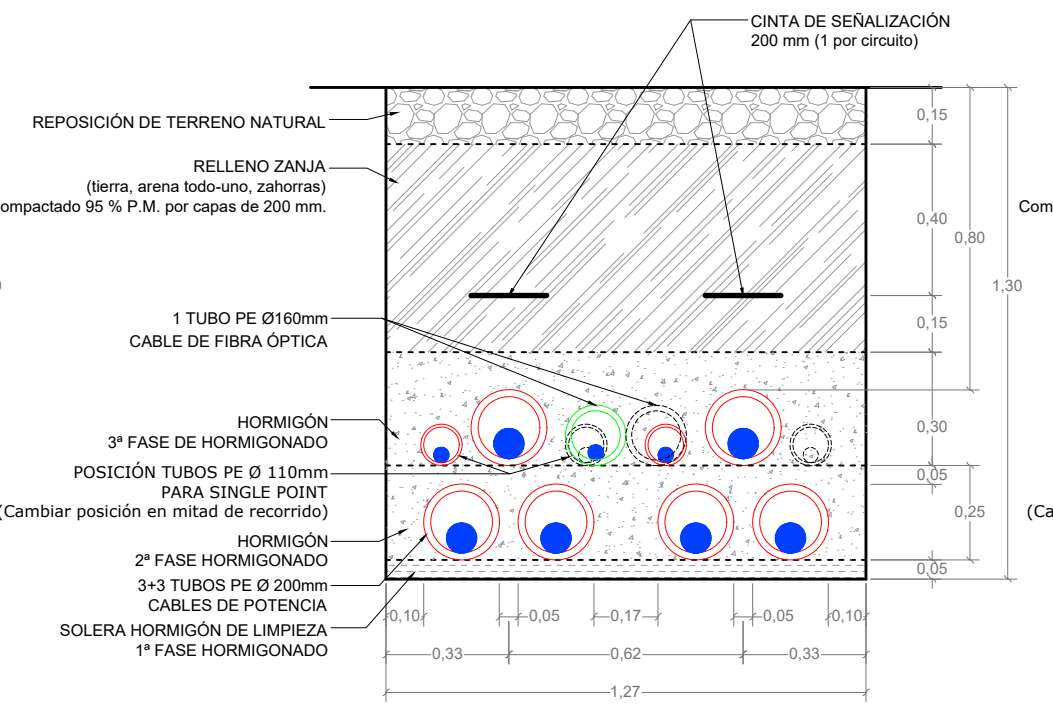 CINTA DE SEÑALIZACIÓN
200 mm (1 por circuito)
REPOSICIÓN DE TERRENO NATURAL
RELLENO ZANJA
(tierra, arena todo-uno, zahorras)
ompactado 95 % P.M. por capas de 200 mm.
1 TUBO PE Ø160mm
CABLE DE FIBRA ÓPTICA
HORMIGÓN
3ª FASE DE HORMIGONADO
POSICIÓN TUBOS PE Ø 110mm
PARA SINGLE POINT
(Cambiar posición en mitad de recorrido)
HORMIGÓN
2ª FASE HORMIGONADO
3+3 TUBOS PE Ø 200mm
CABLES DE POTENCIA
SOLERA HORMIGÓN DE LIMPIEZA
1ª FASE HORMIGONADO
0,15
0,40
0,80
1,30
0,15
0,30
0,05
0,25
0,05
Com
(Ca
0,10
0,05
0,17
0,05
0,10
0,33
0,62
0,33
1,27